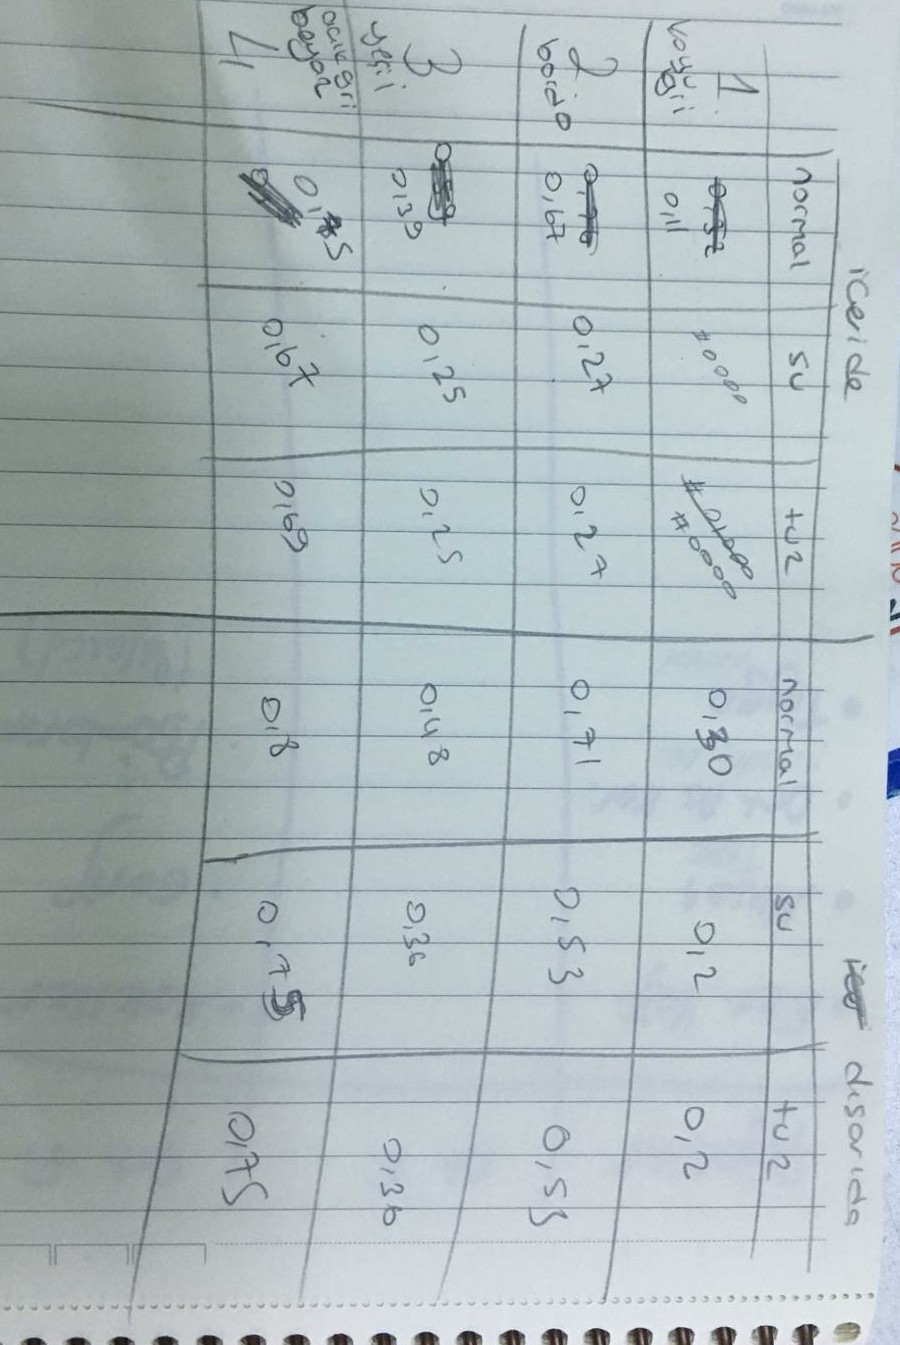 içeride dısarıda
normal su tuz normal su tuz
1 koyu gri 0,11 #0000 #0000 0,30 0,2 0,2
2 bordo 0,67 0,27 0,27 0,71 0,53 0,53
3 yeşil 0,39 0,25 0,25 0,48 0,36 0,36
4 açık gri beyaz 0,75 0,67 0,69 0,8 0,75 0,75